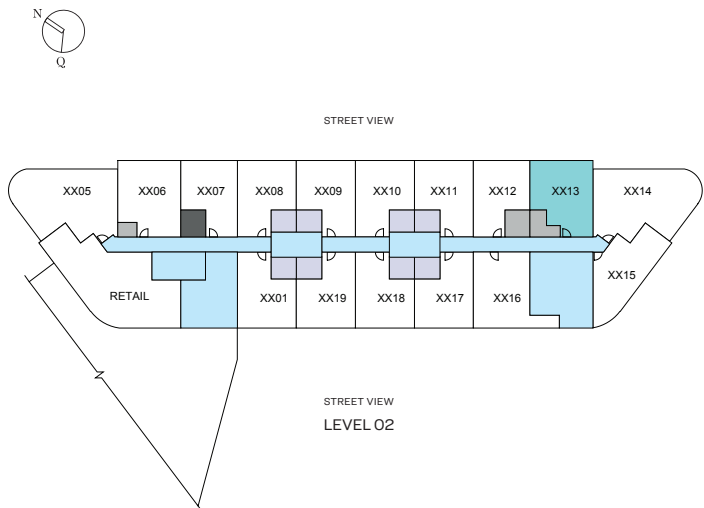 N
Q
STREET VIEW
XX05 XX06 XX07 XX08 XX09 XX10 XX11 XX12 XX13 XX14
XX15
RETAIL XX01 XX19 XX18 XX17 XX16
STREET VIEW
LEVEL 02